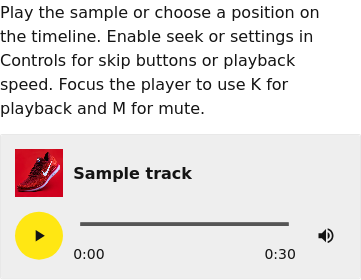 Play the sample or choose a position on
the timeline. Enable seek or settings in
Controls for skip buttons or playback
speed. Focus the player to use K for
playback and M for mute.
Sample track
0:00 0:30